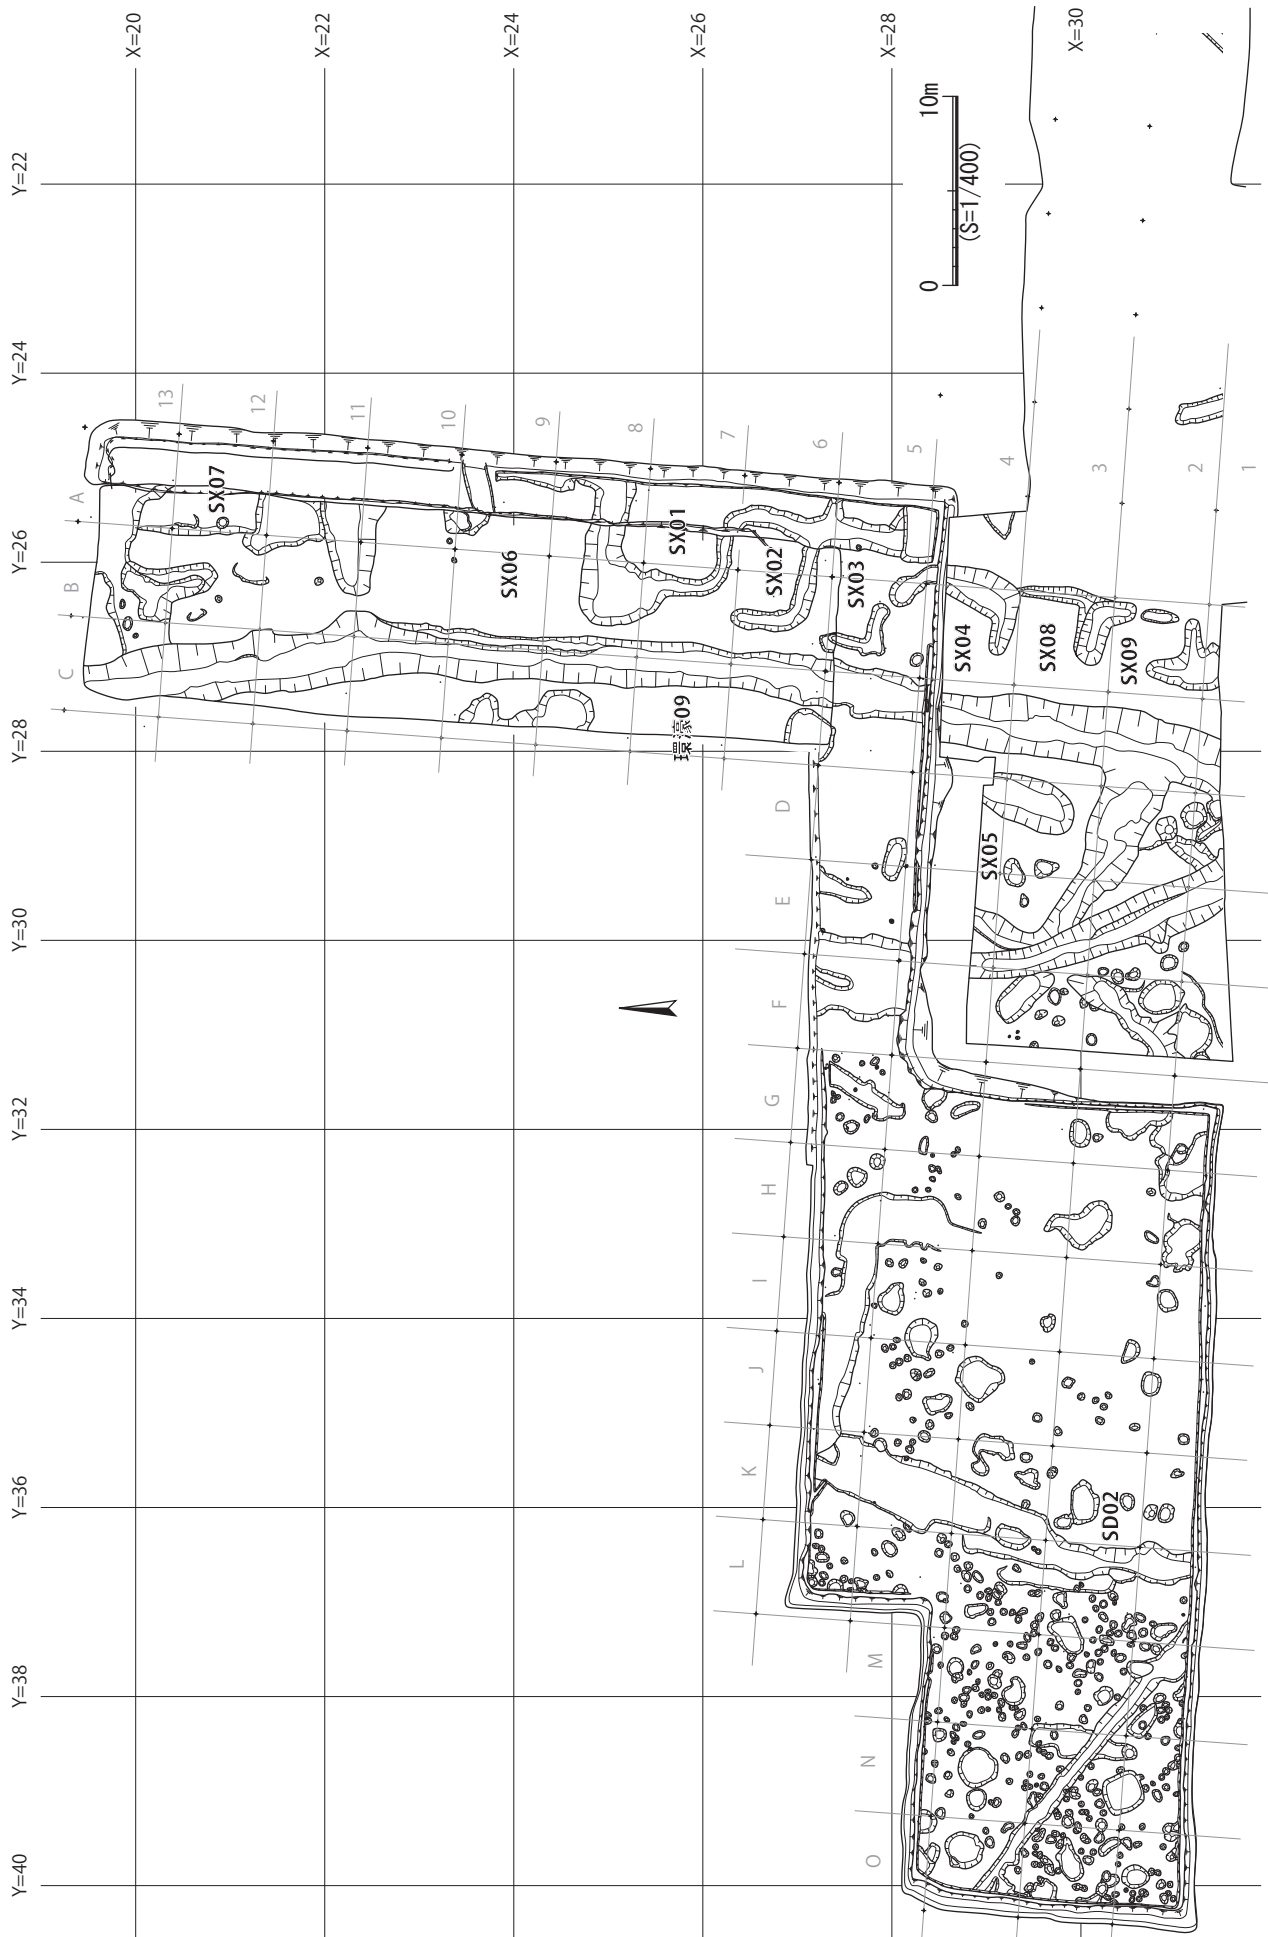 X=20
X=22
X=24
X=26
X=28
X=30
Y=22
Y=24
Y=26
Y=28
Y=30
Y=32
Y=34
Y=36
Y=38
Y=40
0
10m
(S=1/400)
13
12
11
10
9
8
7
6
5
4
3
2
1
A
B
C
D
E
F
G
H
I
J
K
L
M
N
O
SX07
SX06
SX01
SX02
SX03
SX04
SX08
SX09
環濠09
SX05
SD02